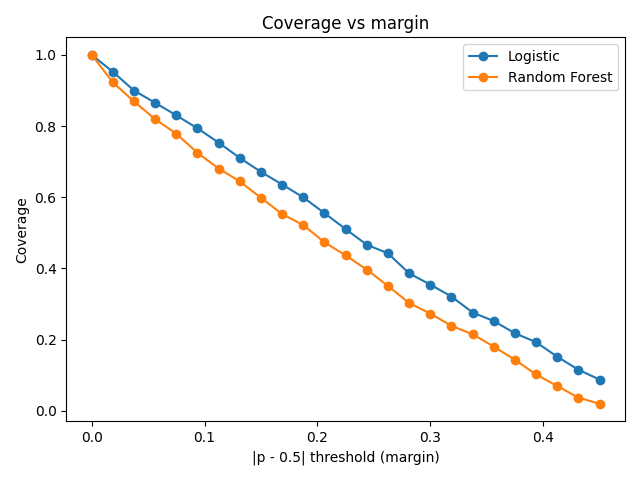 Coverage vs margin
Logistic
Random Forest
1.0
0.8
0.6
0.4
0.2
0.0
Coverage
0.0 0.1 0.2 0.3 0.4
|p - 0.5| threshold (margin)